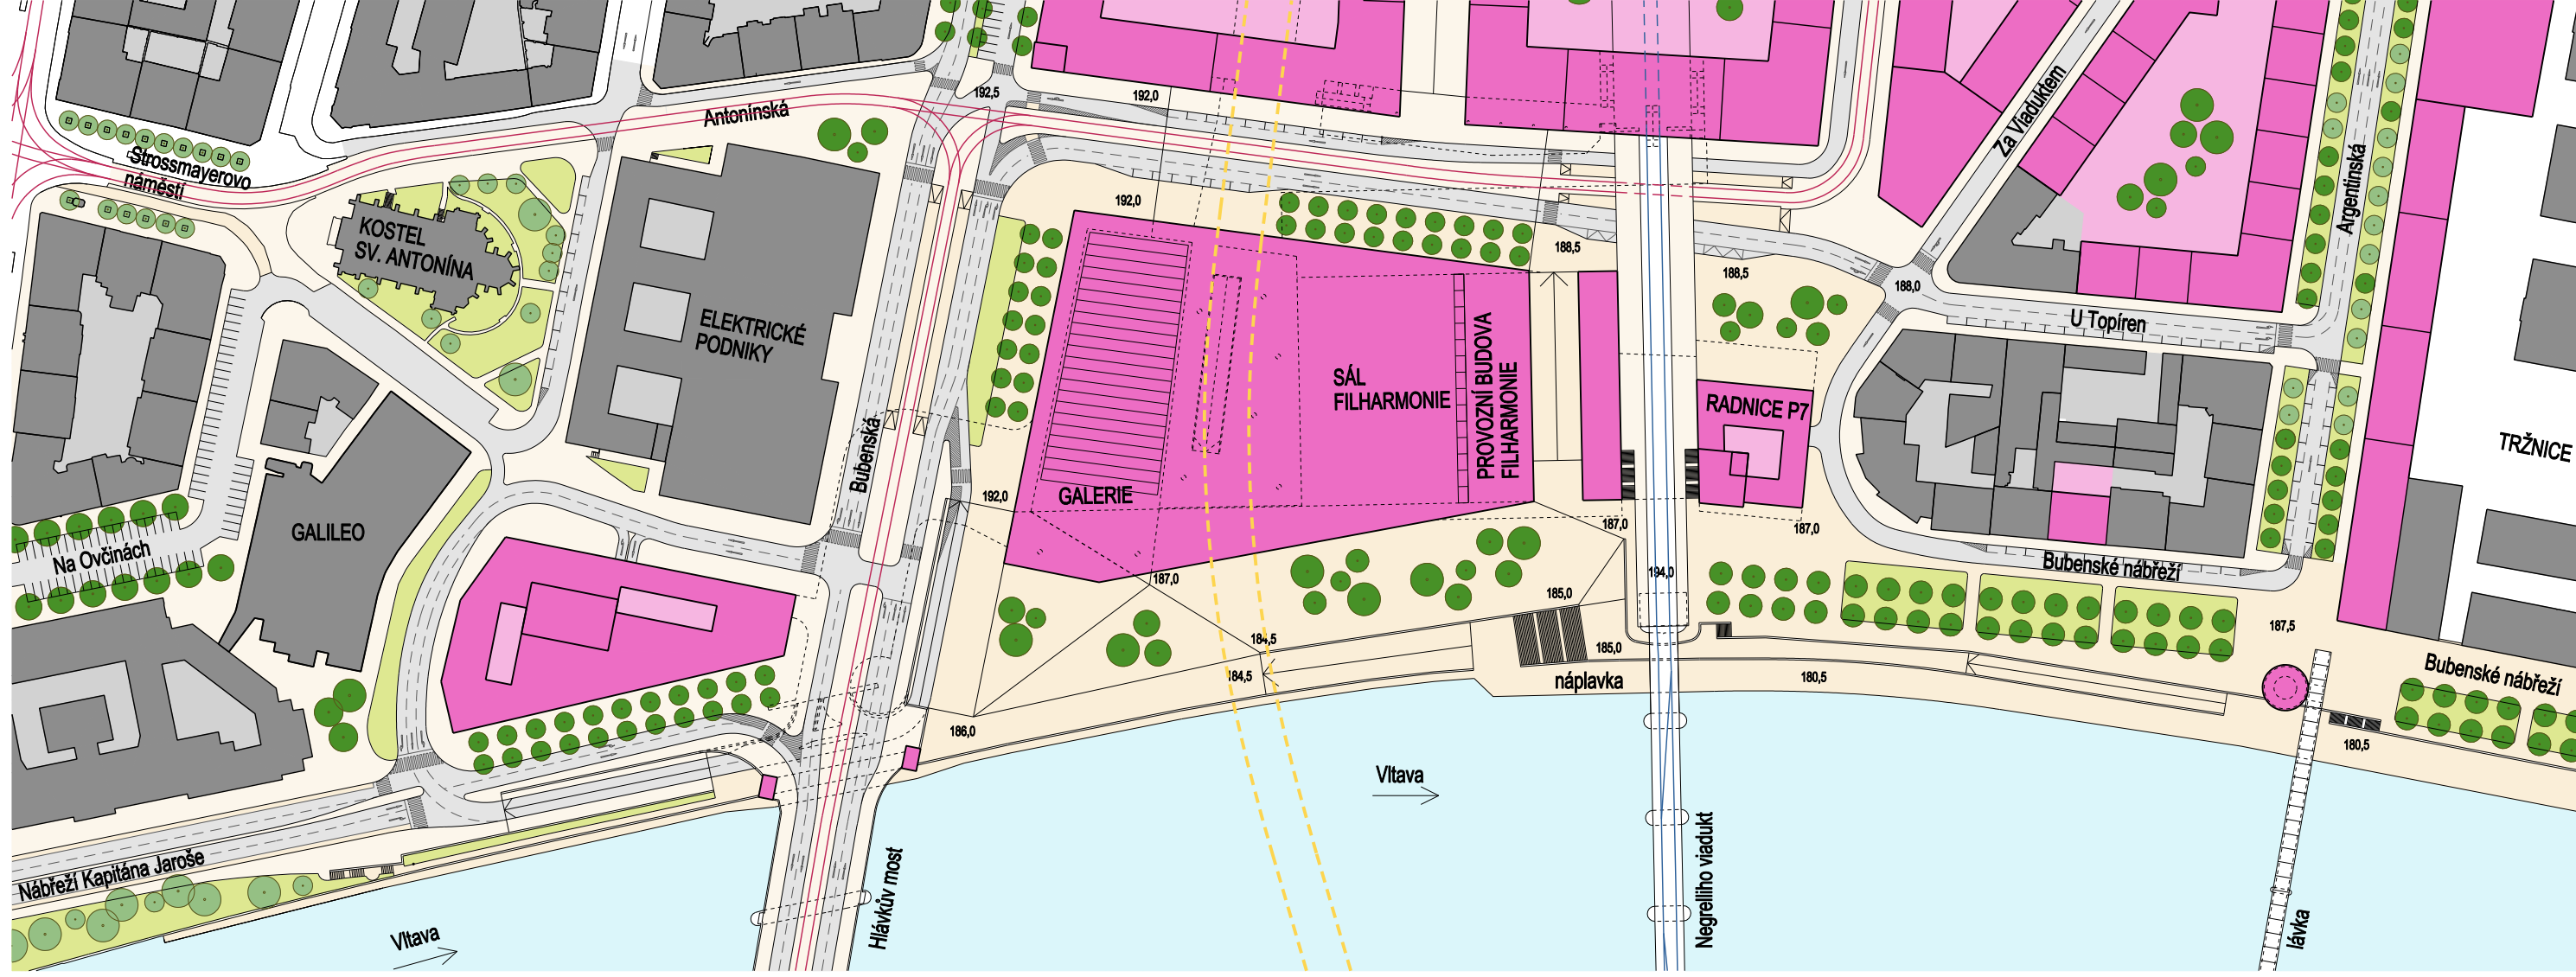 192,5
192,0
Antonínská
Za Viaduktem
Strossmayerovo
náměstí
Argentinská
192,0
KOSTEL
SV. ANTONÍNA
188,5
188,5
188,0
U Topíren
ELEKTRICKÉ
PODNIKY
SÁL
FILHARMONIE
PROVOZNÍ BUDOVA
FILHARMONIE
RADNICE P7
TRŽNICE
Bubenská
GALERIE
192,0
GALILEO
187,0
187,0
Na Ovčinách
Bubenské nábřeží
187,0
194,0
185,0
187,5
184,5
185,0
184,5
náplavka
180,5
Bubenské nábřeží
186,0
180,5
Vltava
Nábřeží Kapitána Jaroše
Hlávkův most
Negrelliho viadukt
lávka
Vltava